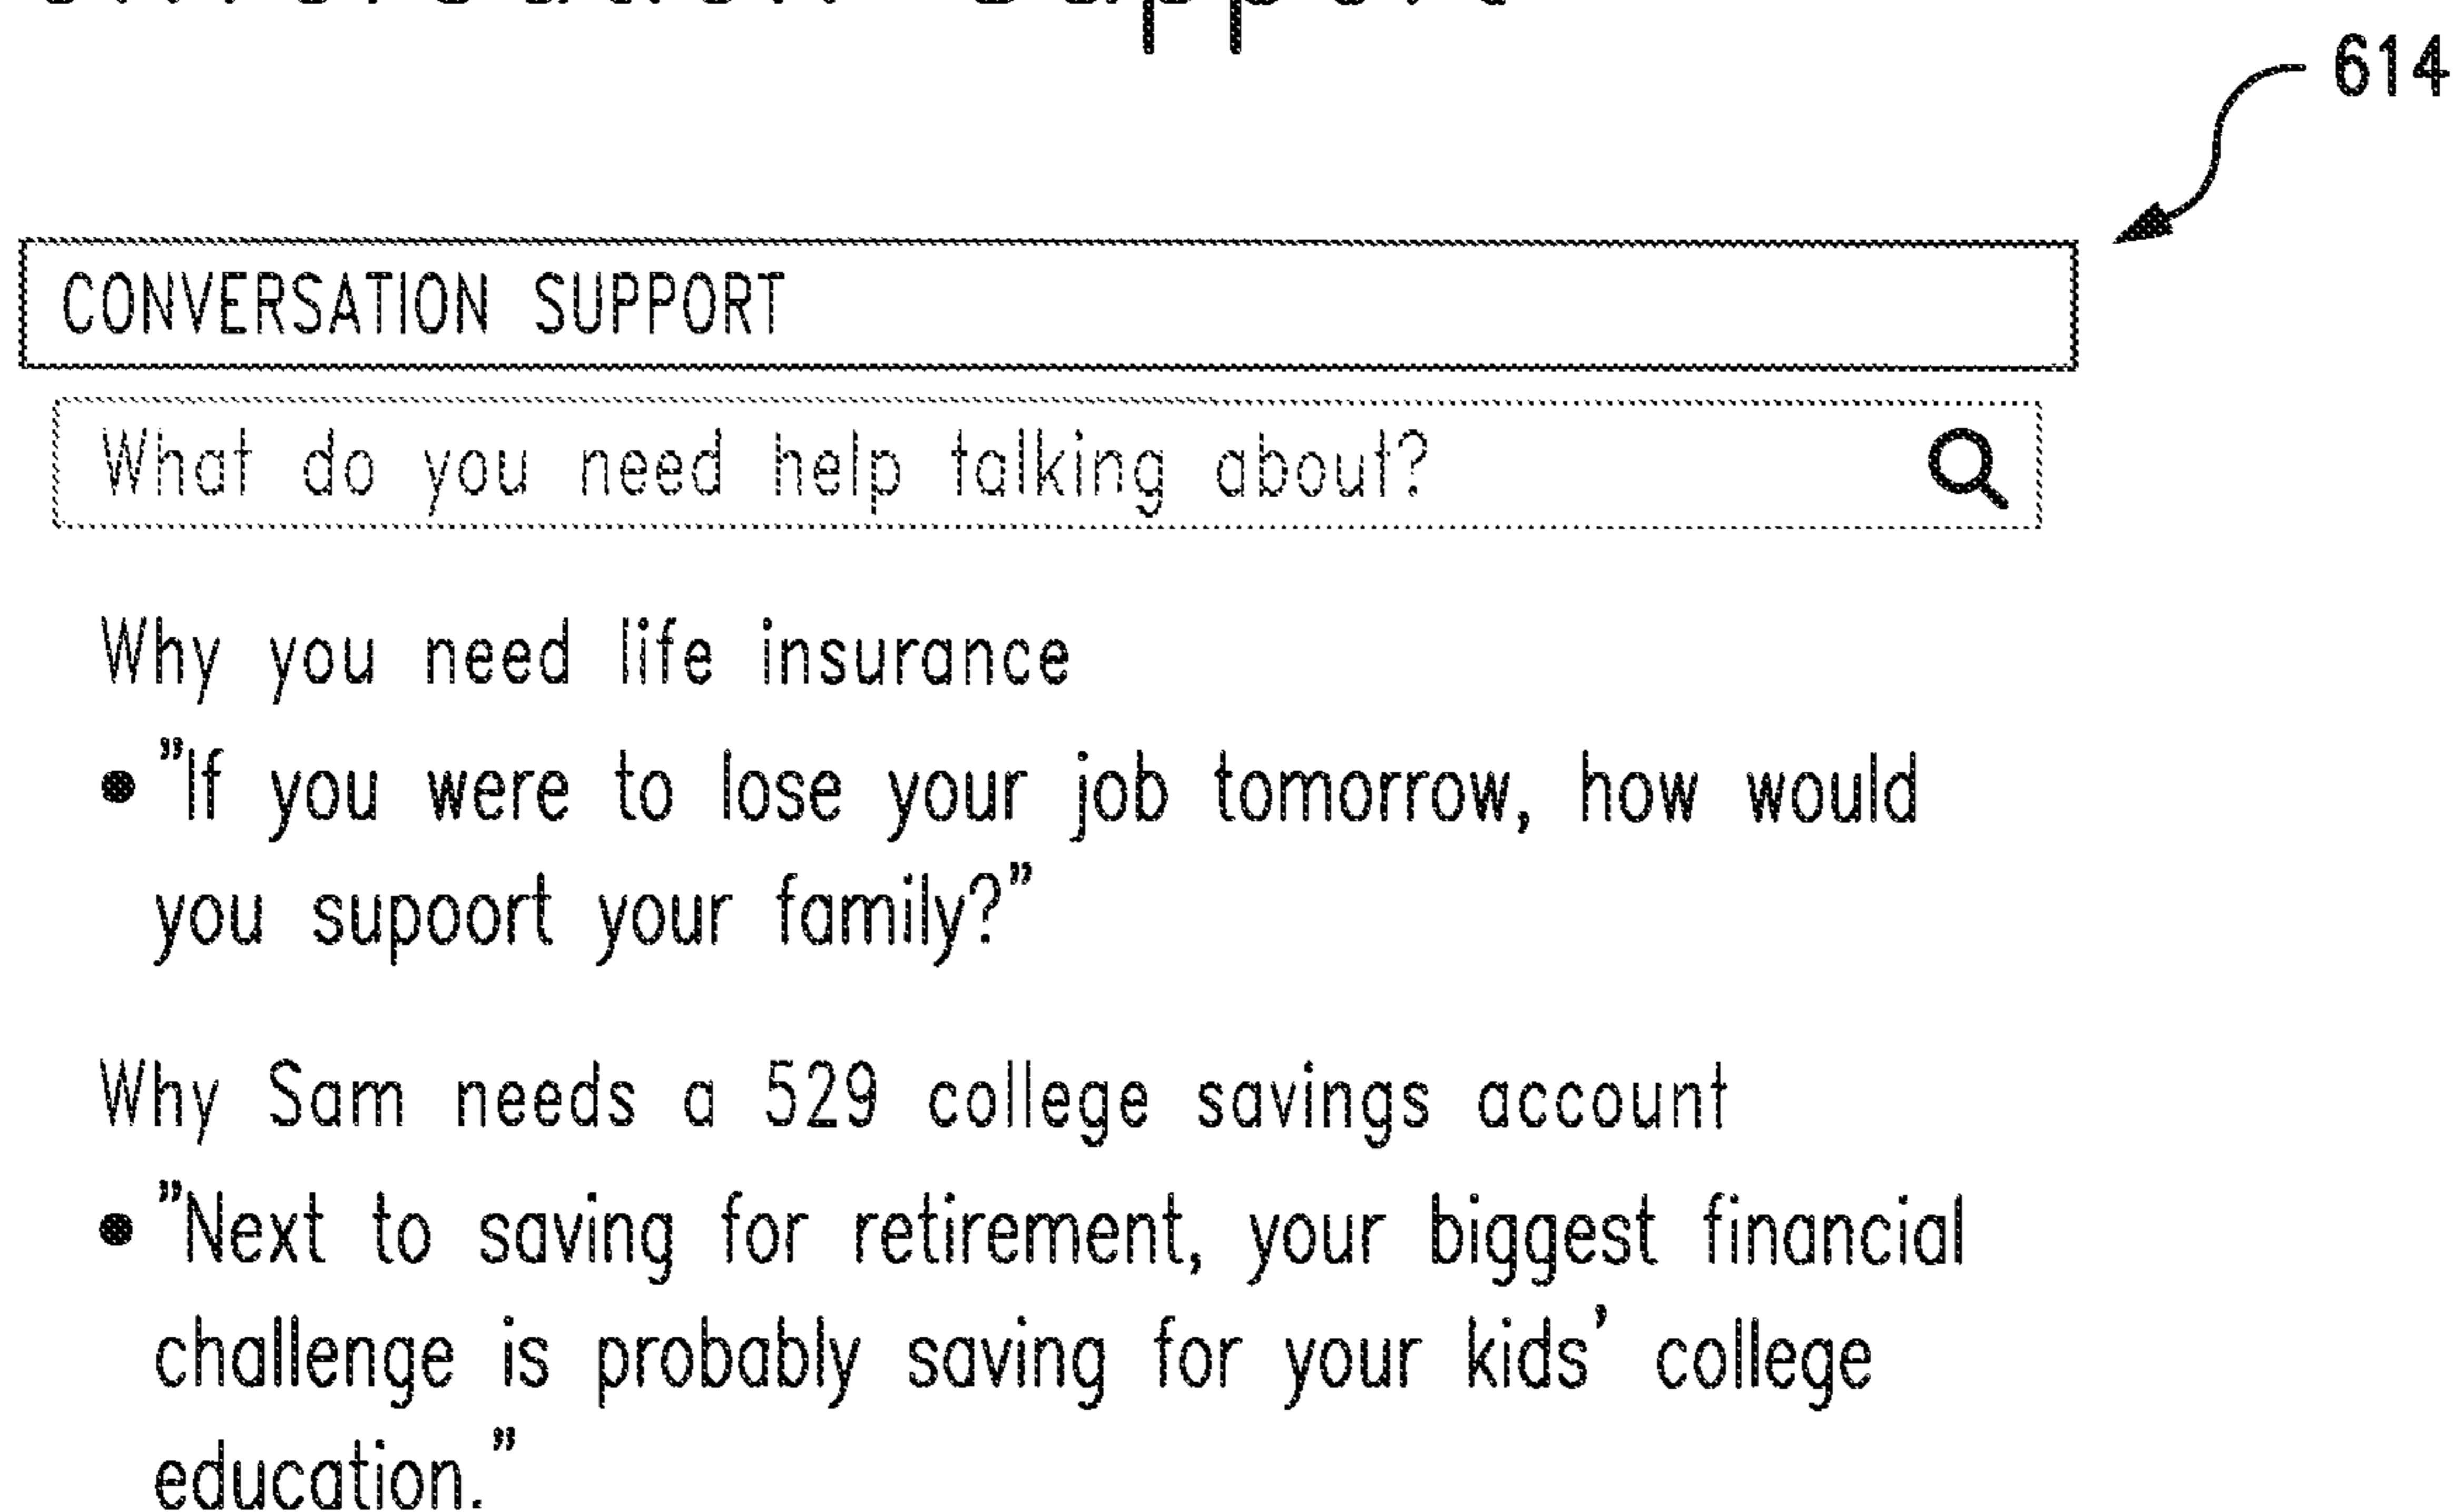 614
CONVERSATION SUPPORT
What do you need help talking about?
Why you need life insurance
• ”If you were to lose your job tomorrow, how would
you supoort your family?”
Why Sam needs a 529 college savings account
• ”Next to saving for retirement, your biggest financial
challenge is probably saving for your kids’ college
education.”